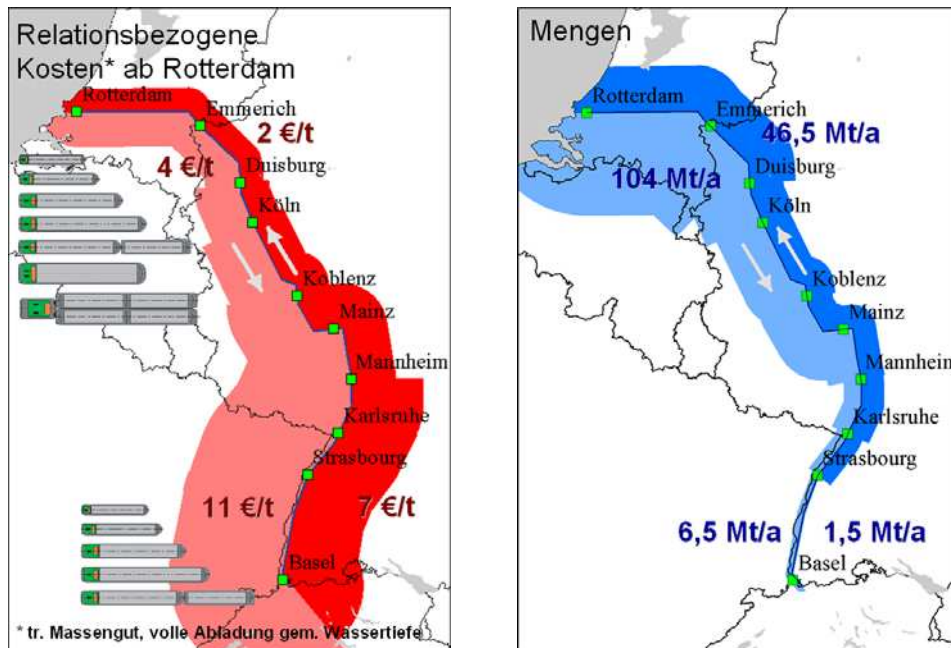 Relationsbezogene
Kosten* ab Rotterdam
Rotterdam
Emmerich
2 €/t
4 €/t
Duisburg
Köln
Koblenz
Mainz
Mannheim
Karlsruhe
Strasbourg
11 €/t
7 €/t
Basel
* tr. Massengut, volle Abladung gem. Wassertiefe
Mengen
Rotterdam
Emmerich
46,5 Mt/a
Duisburg
104 Mt/a
Köln
Koblenz
Mainz
Mannheim
Karlsruhe
Strasbourg
6,5 Mt/a
1,5 Mt/a
Basel